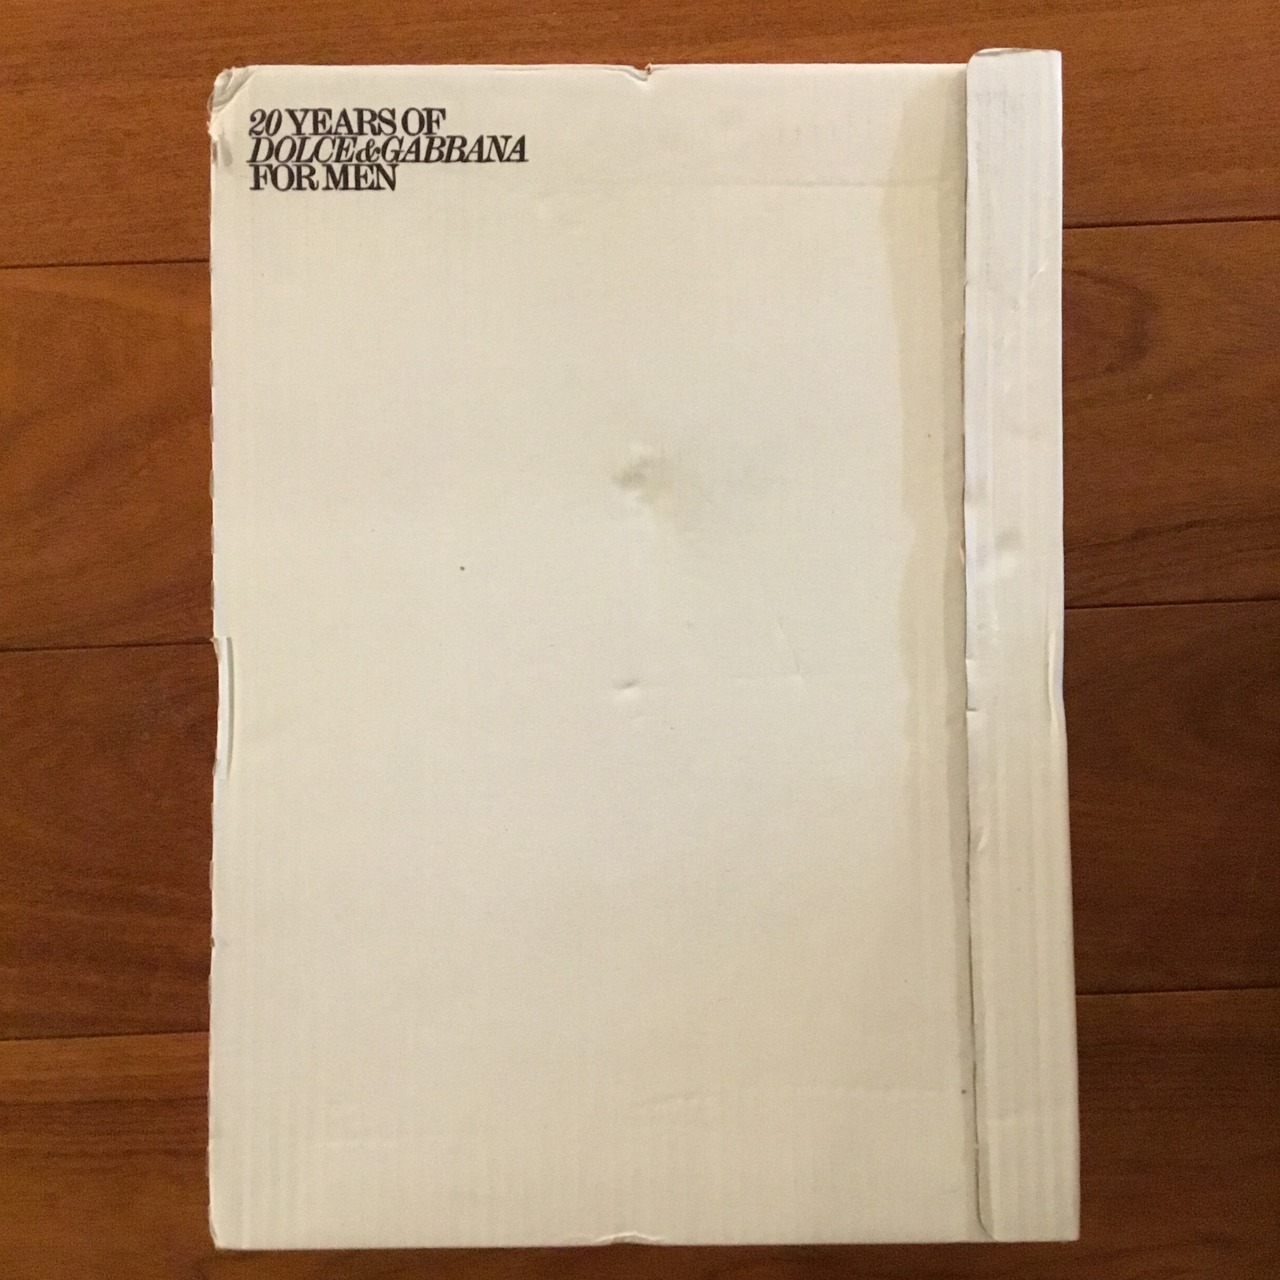 20 YEARS OF
DOLCE&GABBANA
FOR MEN